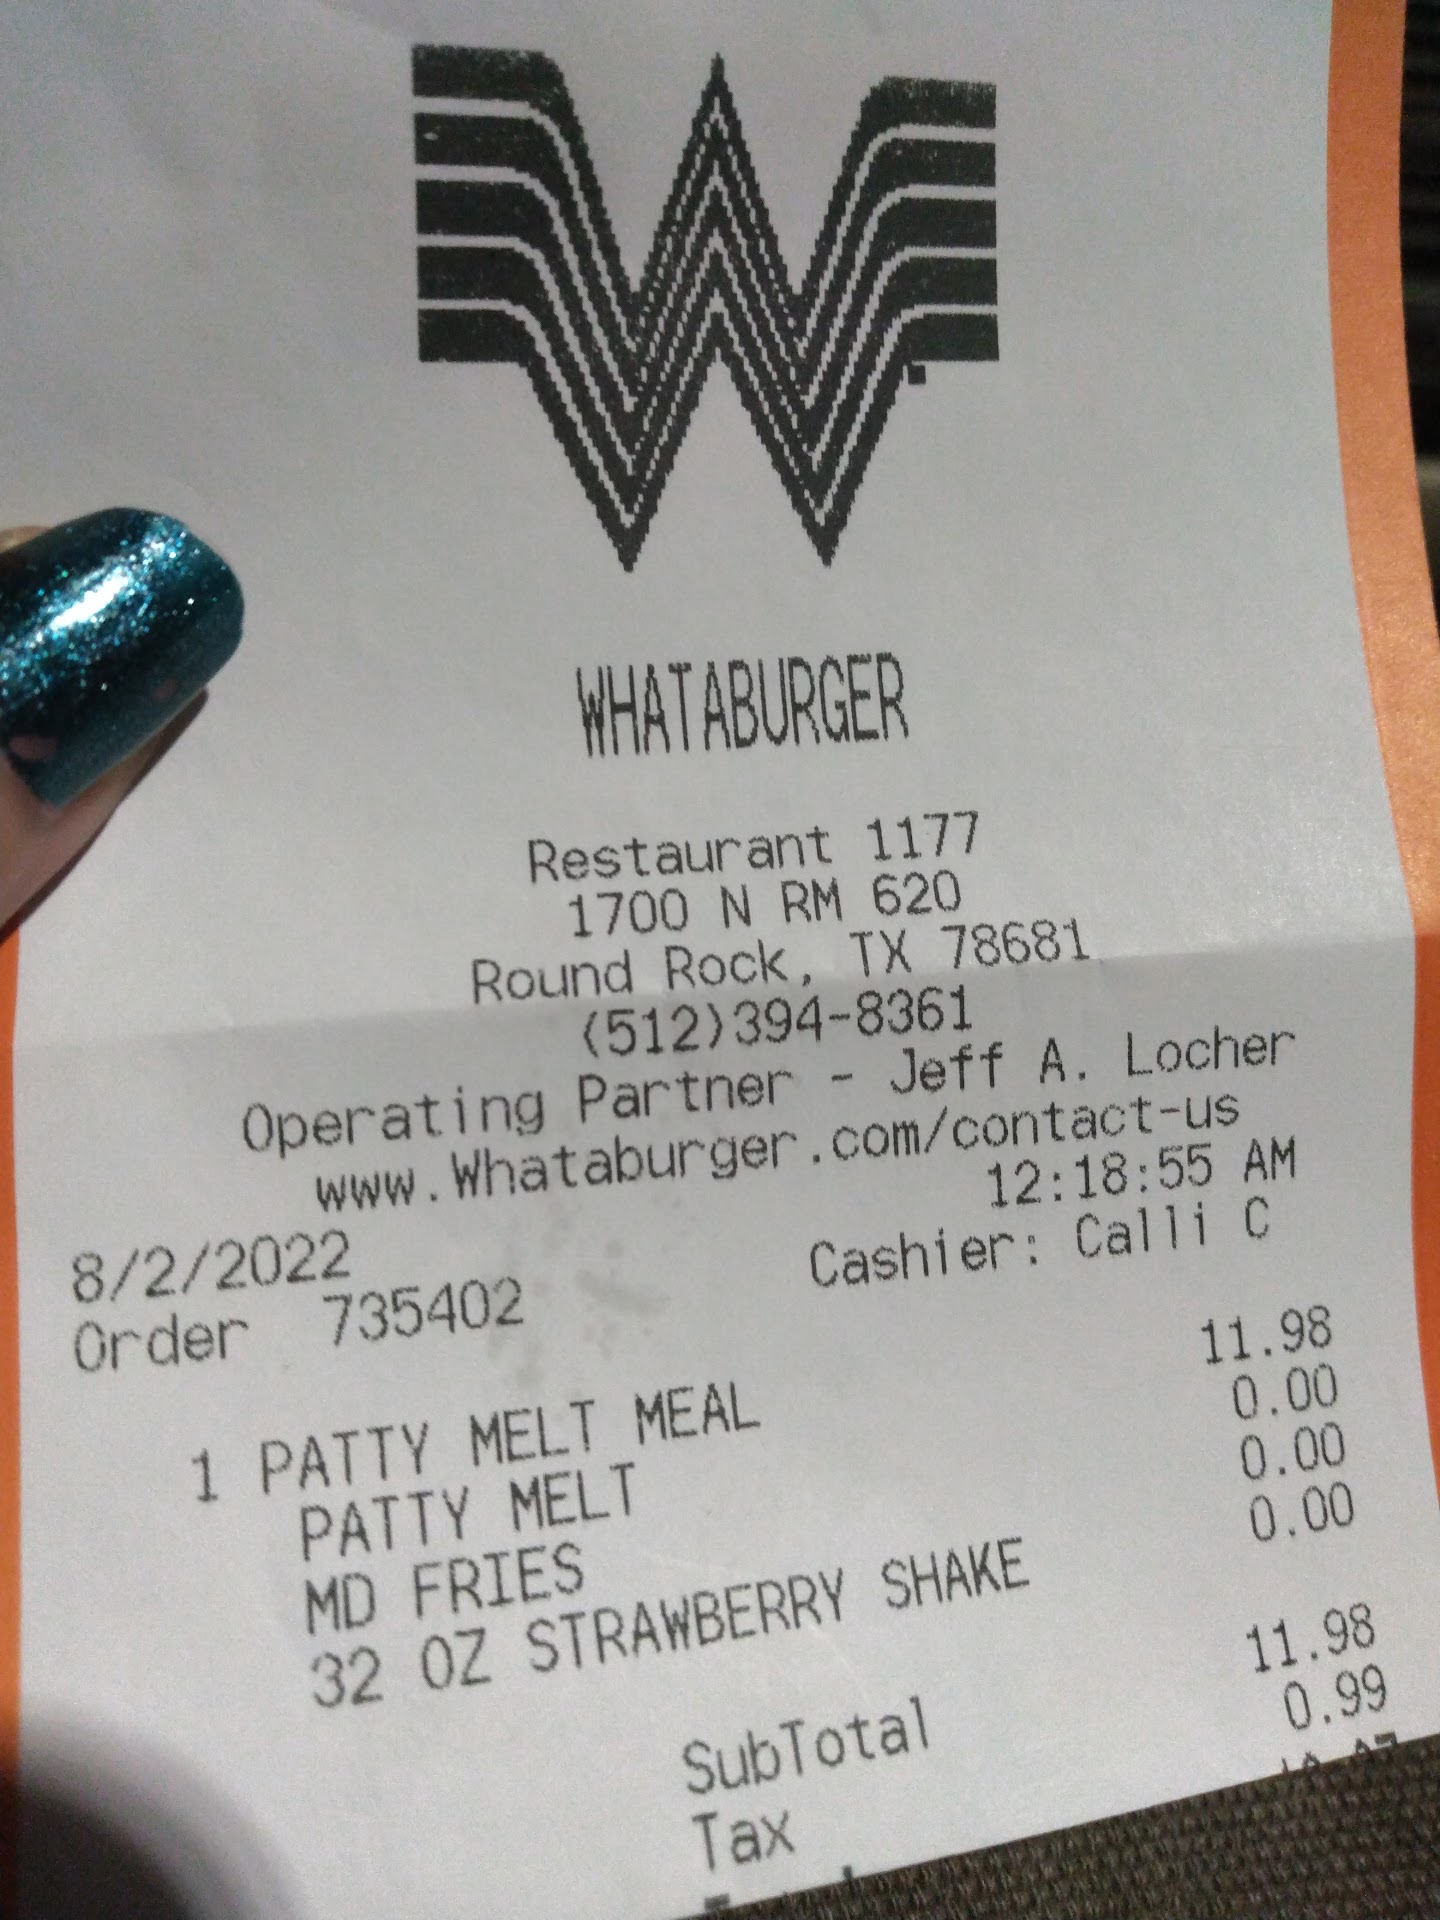 WHATABURGER
Restaurant 1177
1700 N RM 620
Round Rock, TX 78681
(512)394-8361
Operating Partner - Jeff A. Locher
www.Whataburger.com/contact-us
8/2/2022 12:18:55 AM
Order 735402 Cashier: Calli C
1 PATTY MELT MEAL 11.98
PATTY MELT 0.00
MD FRIES 0.00
32 OZ STRAWBERRY SHAKE 0.00
SubTotal 11.98
Tax 0.99